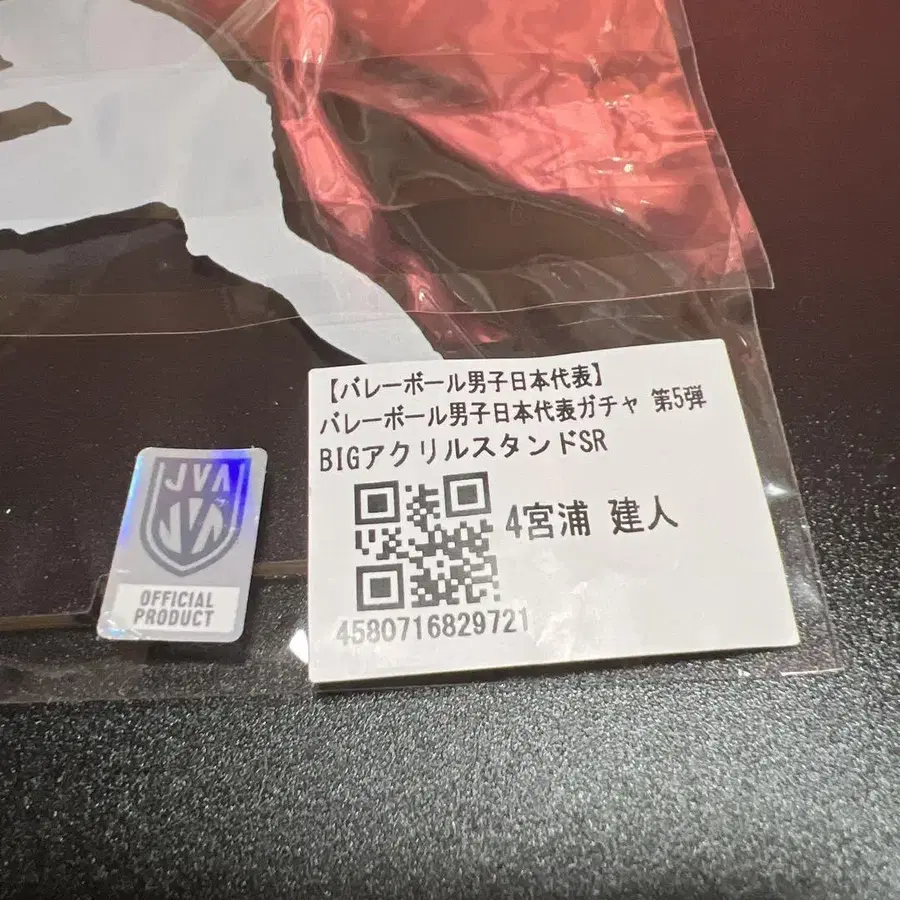 【バレーボール男子日本代表】
バレーボール男子日本代表ガチャ 第5弾
BIGアクリルスタンドSR
4宮浦 建人
4580716829721
JVA
OFFICIAL
PRODUCT